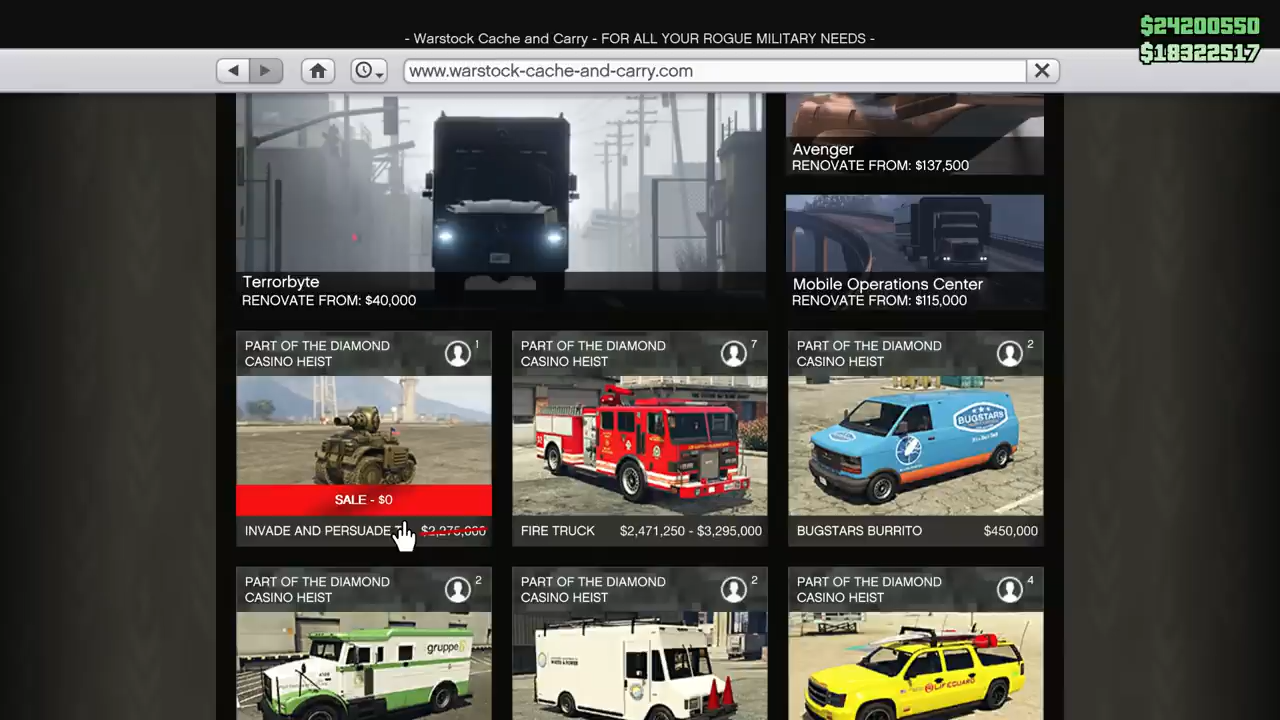 - Warstock Cache and Carry - FOR ALL YOUR ROGUE MILITARY NEEDS -
$24200550
$18322517
www.warstock-cache-and-carry.com
Avenger
RENOVATE FROM: $137,500
Terrorbyte
RENOVATE FROM: $40,000
Mobile Operations Center
RENOVATE FROM: $115,000
PART OF THE DIAMOND
CASINO HEIST
1
SALE - $0
INVADE AND PERSUADE $2,275,000
PART OF THE DIAMOND
CASINO HEIST
7
FIRE TRUCK $2,471,250 - $3,295,000
PART OF THE DIAMOND
CASINO HEIST
2
BUGSTARS
BUGSTARS BURRITO $450,000
PART OF THE DIAMOND
CASINO HEIST
2
gruppe
PART OF THE DIAMOND
CASINO HEIST
2
PART OF THE DIAMOND
CASINO HEIST
4
LIFEGUARD